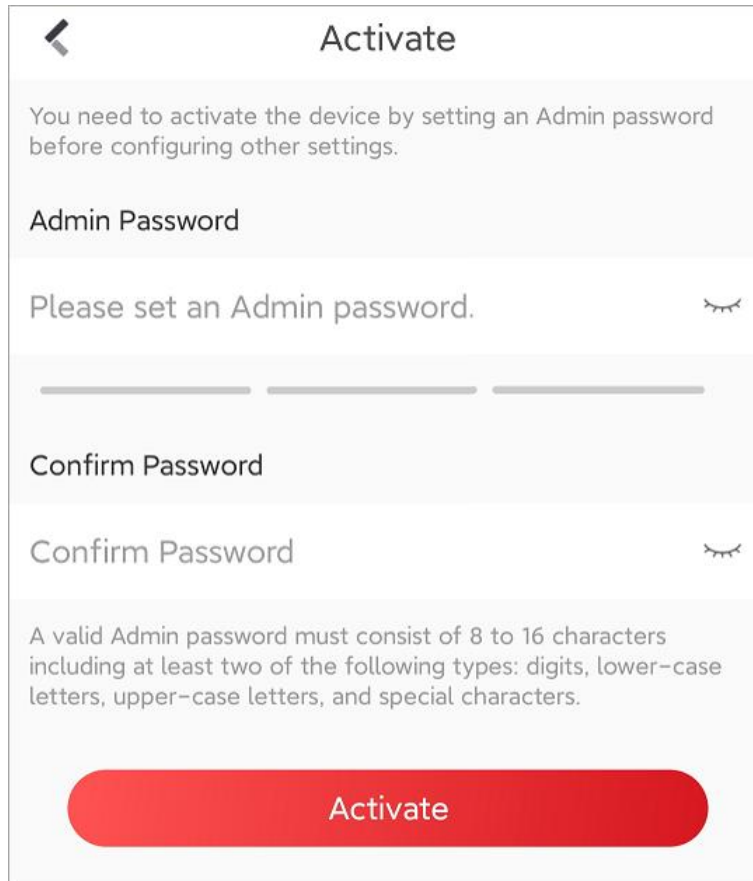 Activate
You need to activate the device by setting an Admin password
before configuring other settings.
Admin Password
Please set an Admin password.
Confirm Password
Confirm Password
A valid Admin password must consist of 8 to 16 characters
including at least two of the following types: digits, lower-case
letters, upper-case letters, and special characters.
Activate